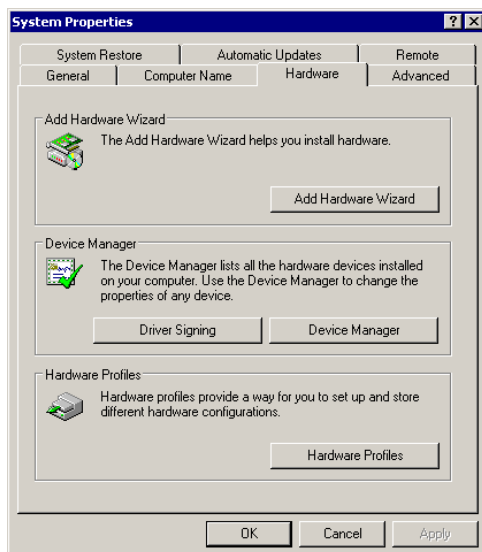 System Properties
System Restore
Automatic Updates
Remote
General
Computer Name
Hardware
Advanced
Add Hardware Wizard
The Add Hardware Wizard helps you install hardware.
Add Hardware Wizard
Device Manager
The Device Manager lists all the hardware devices installed
on your computer. Use the Device Manager to change the
properties of any device.
Driver Signing
Device Manager
Hardware Profiles
Hardware profiles provide a way for you to set up and store
different hardware configurations.
Hardware Profiles
OK
Cancel
Apply